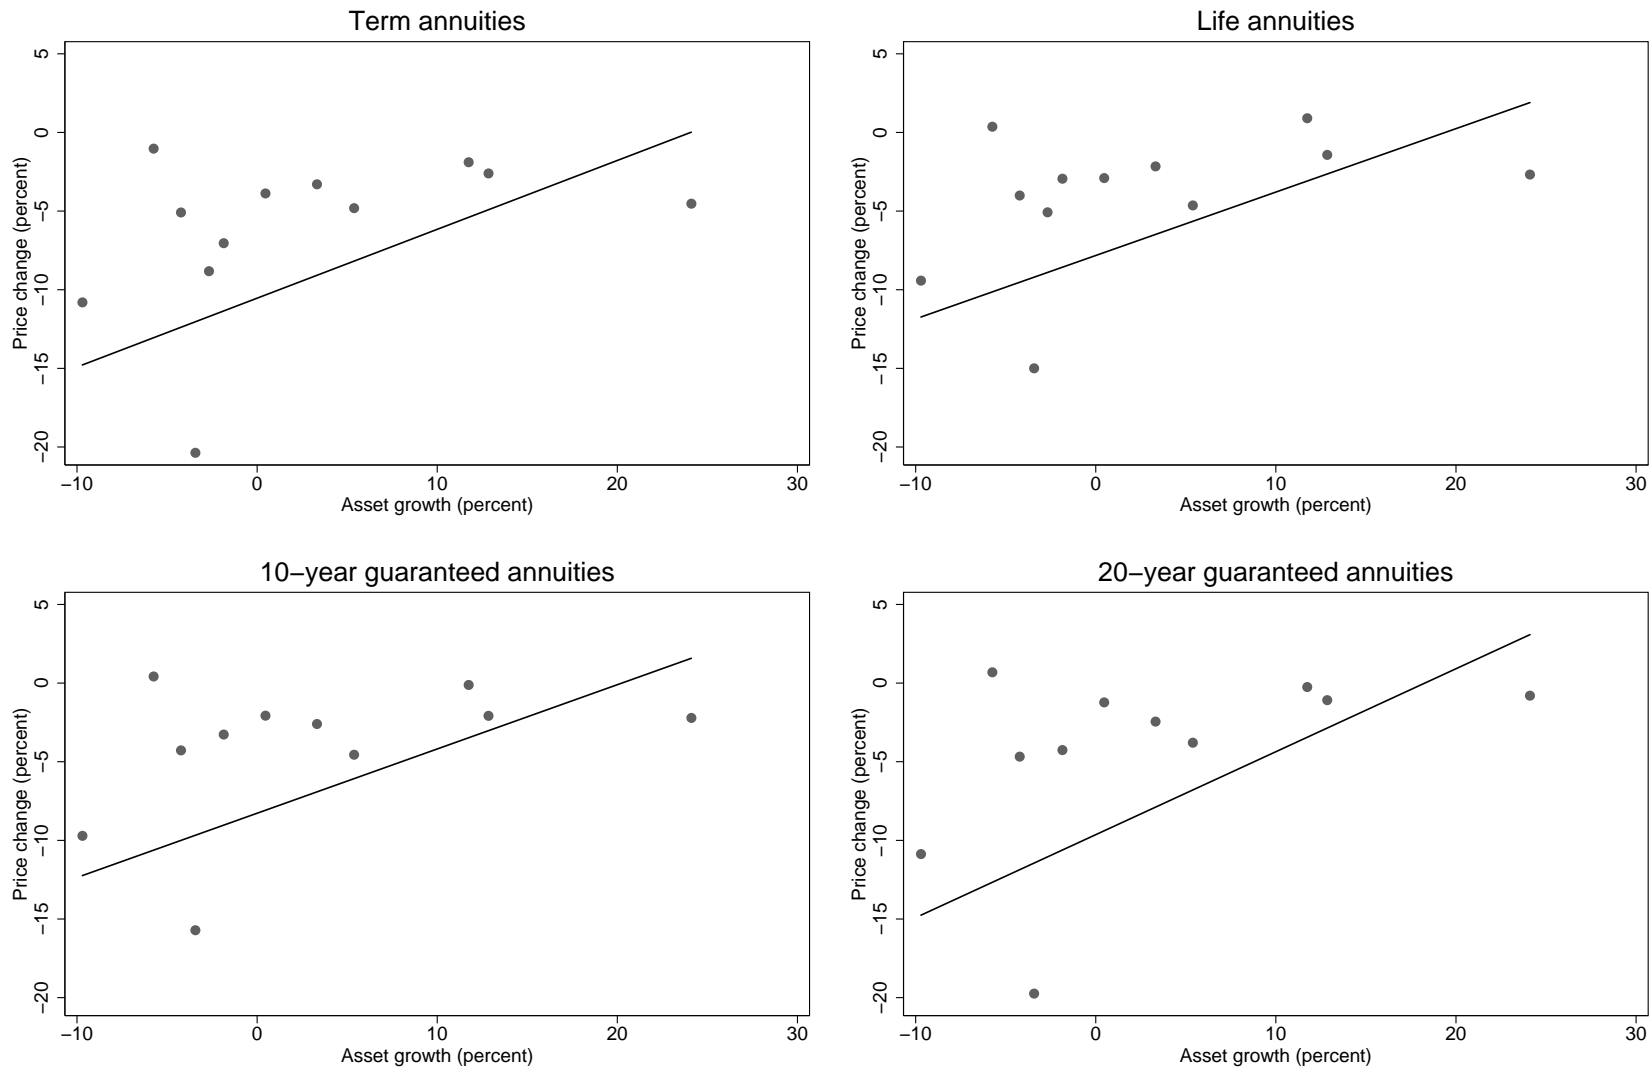 Term annuities
Price change (percent)
5
0
−5
−10
−15
−20
−10 0 10 20 30
Asset growth (percent)
Life annuities
Price change (percent)
5
0
−5
−10
−15
−20
−10 0 10 20 30
Asset growth (percent)
10−year guaranteed annuities
Price change (percent)
5
0
−5
−10
−15
−20
−10 0 10 20 30
Asset growth (percent)
20−year guaranteed annuities
Price change (percent)
5
0
−5
−10
−15
−20
−10 0 10 20 30
Asset growth (percent)